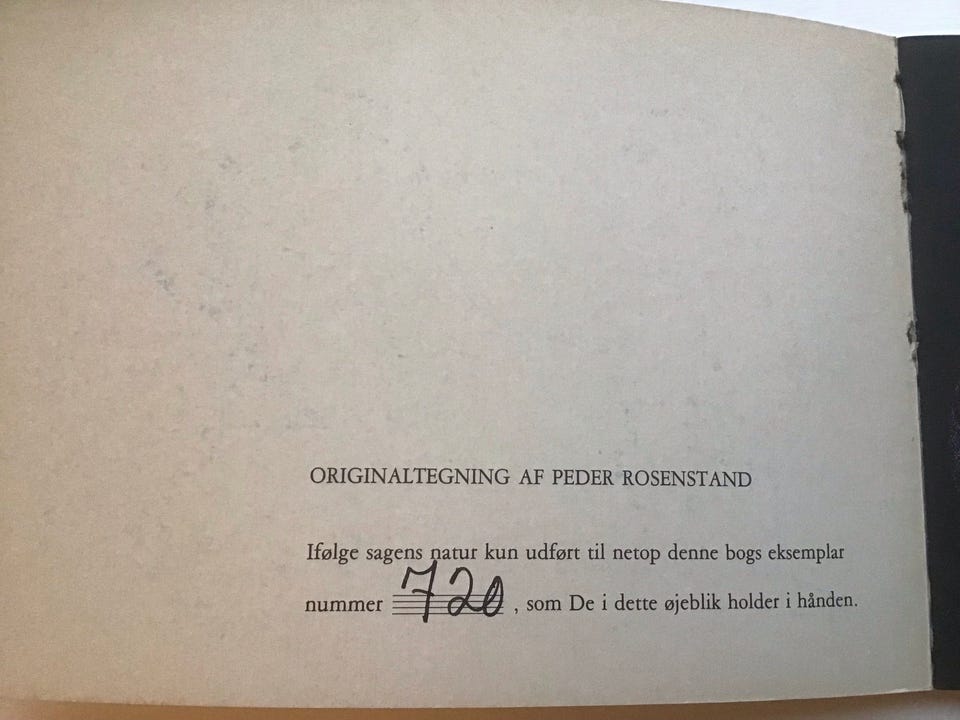 ORIGINALTEGNING AF PEDER ROSENSTAND
Ifølge sagens natur kun udført til netop denne bogs eksemplar
nummer 720 , som De i dette øjeblik holder i hånden.